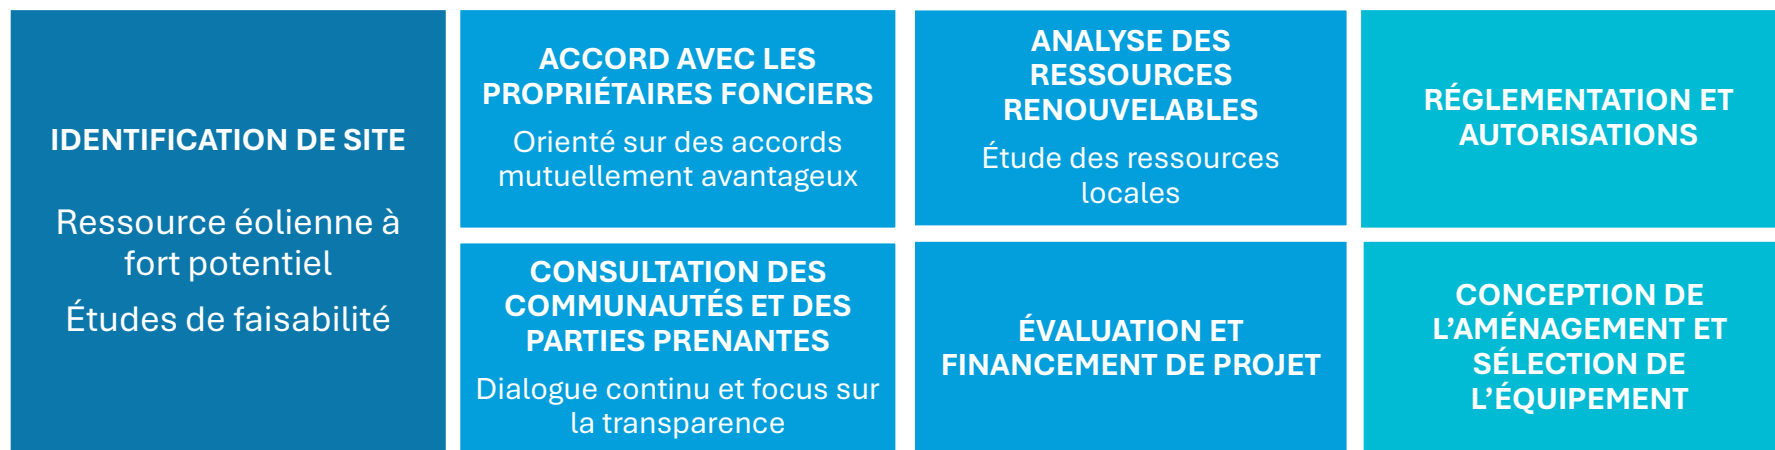 IDENTIFICATION DE SITE
Ressource éolienne à
fort potentiel
Études de faisabilité
ACCORD AVEC LES
PROPRIÉTAIRES FONCIERS
Orienté sur des accords
mutuellement avantageux
CONSULTATION DES
COMMUNAUTÉS ET DES
PARTIES PRENANTES
Dialogue continu et focus sur
la transparence
ANALYSE DES
RESSOURCES
RENOUVELABLES
Étude des ressources
locales
ÉVALUATION ET
FINANCEMENT DE PROJET
RÉGLEMENTATION ET
AUTORISATIONS
CONCEPTION DE
L’AMÉNAGEMENT ET
SÉLECTION DE
L’ÉQUIPEMENT